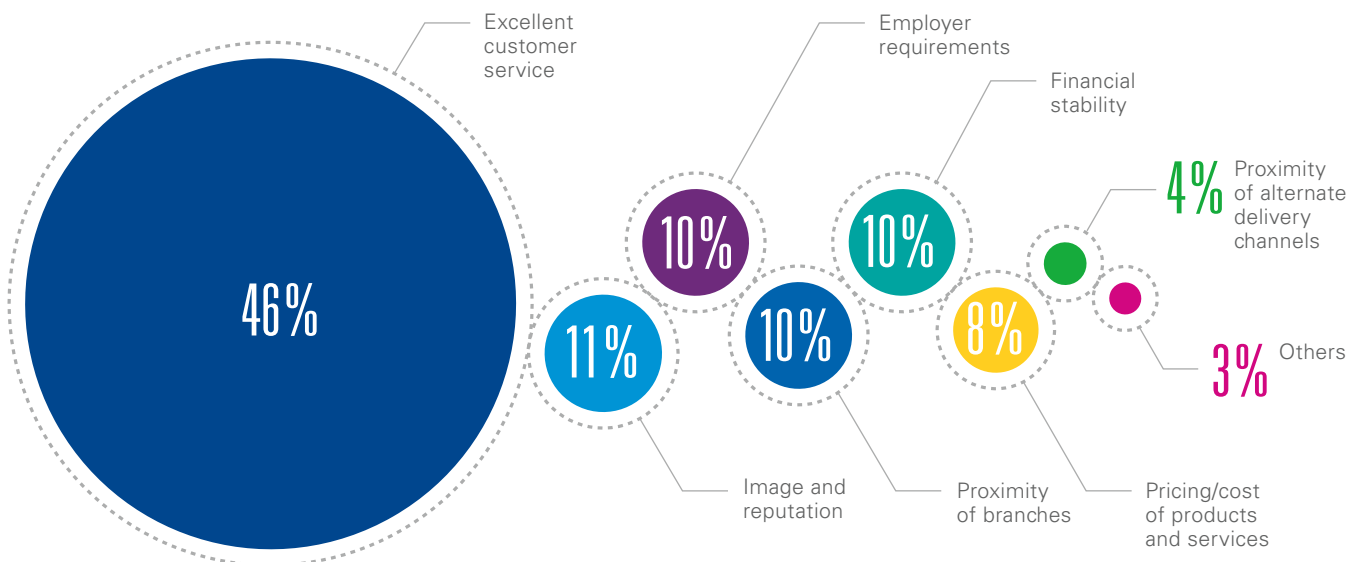 Excellent
customer
service
46%
11%
Image and
reputation
10%
Employer
requirements
10%
Proximity
of branches
10%
Financial
stability
8%
Pricing/cost
of products
and services
4%
Proximity
of alternate
delivery
channels
3%
Others